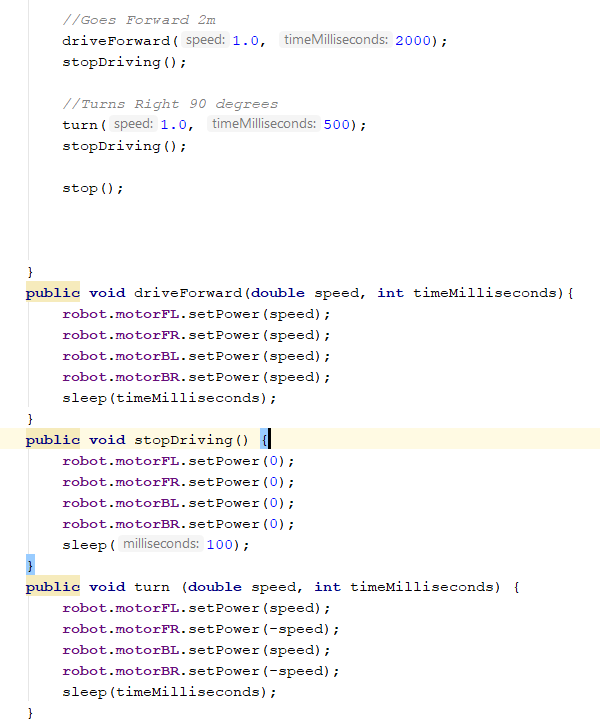 //Goes Forward 2m
driveForward( speed: 1.0, timeMilliseconds: 2000);
stopDriving();
//Turns Right 90 degrees
turn( speed: 1.0, timeMilliseconds: 500);
stopDriving();
stop();
}
public void driveForward(double speed, int timeMilliseconds){
robot.motorFL.setPower(speed);
robot.motorFR.setPower(speed);
robot.motorBL.setPower(speed);
robot.motorBR.setPower(speed);
sleep(timeMilliseconds);
}
public void stopDriving() {
robot.motorFL.setPower(0);
robot.motorFR.setPower(0);
robot.motorBL.setPower(0);
robot.motorBR.setPower(0);
sleep( milliseconds: 100);
}
public void turn (double speed, int timeMilliseconds) {
robot.motorFL.setPower(speed);
robot.motorFR.setPower(-speed);
robot.motorBL.setPower(speed);
robot.motorBR.setPower(-speed);
sleep(timeMilliseconds);
}